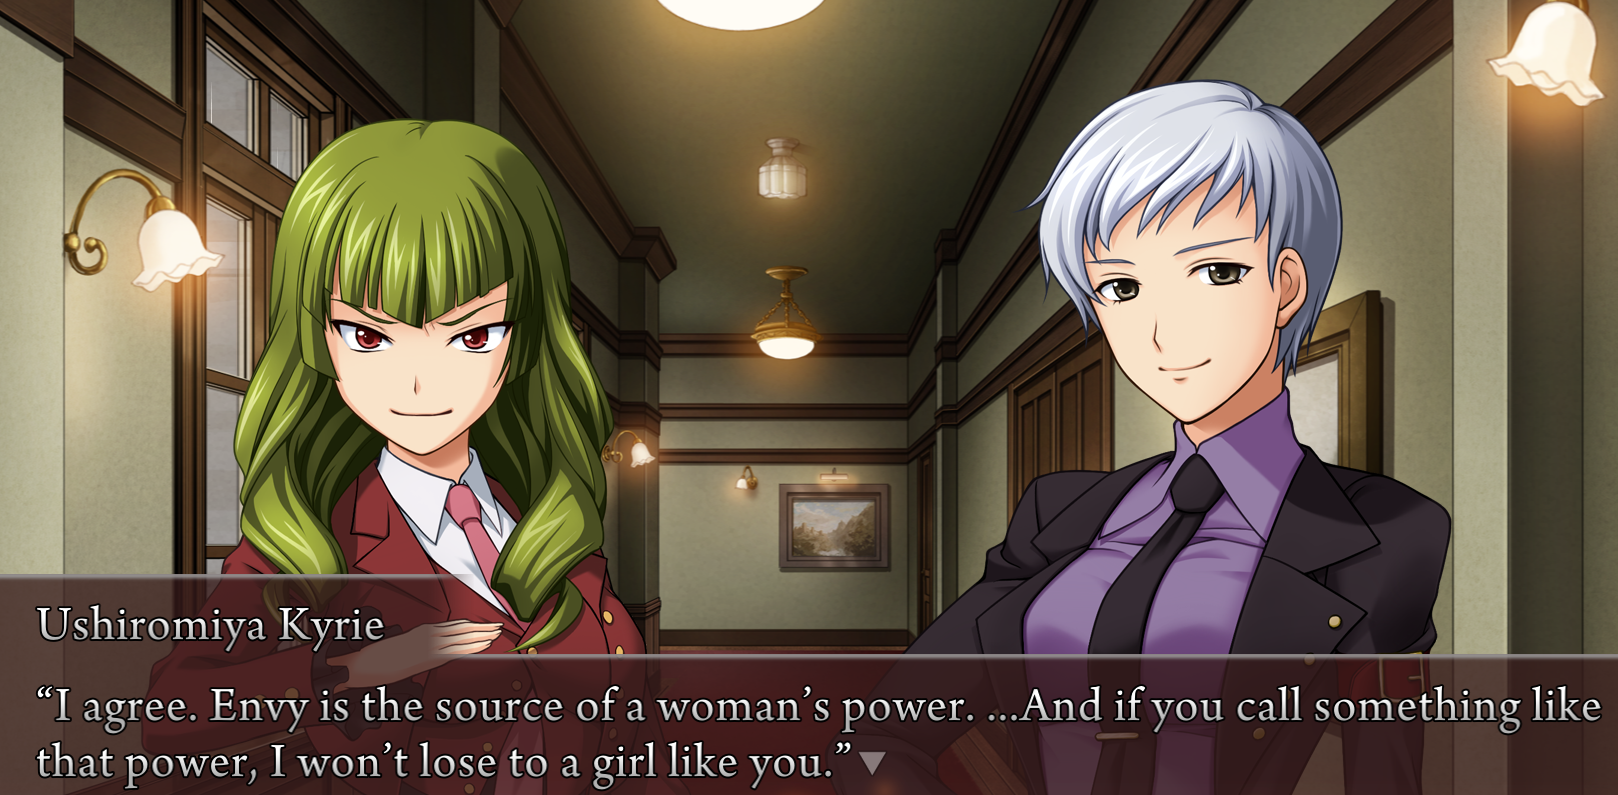 Ushiromiya Kyrie
“I agree. Envy is the source of a woman’s power. ...And if you call something like
that power, I won’t lose to a girl like you.”